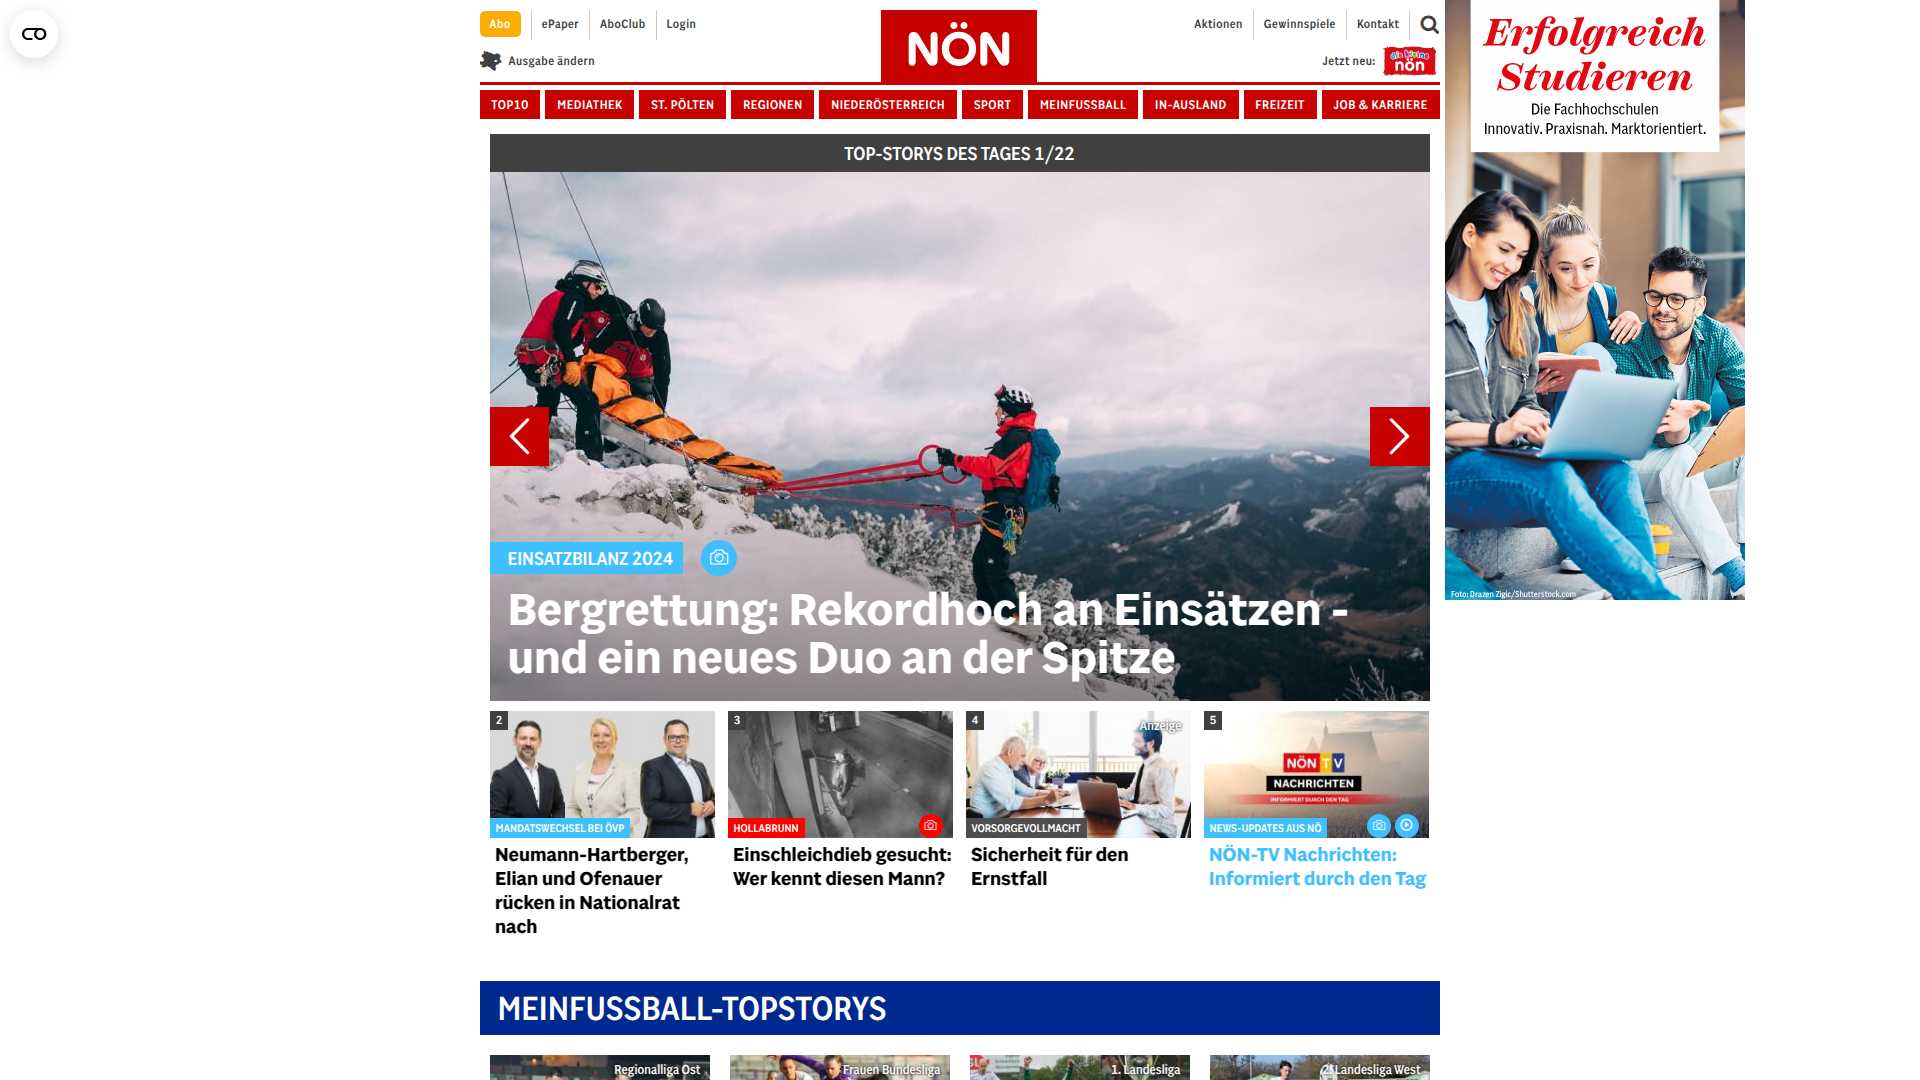 Abo
ePaper
AboClub
Login
NÖN
Aktionen
Gewinnspiele
Kontakt
Ausgabe ändern
Jetzt neu:
die kleine
nön
TOP10
MEDIATHEK
ST. PÖLTEN
REGIONEN
NIEDERÖSTERREICH
SPORT
MEINFUSSBALL
IN-AUSLAND
FREIZEIT
JOB & KARRIERE
TOP-STORYS DES TAGES 1/22
EINSATZBILANZ 2024
Bergrettung: Rekordhoch an Einsätzen -
und ein neues Duo an der Spitze
Erfolgreich
Studieren
Die Fachhochschulen
Innovativ. Praxisnah. Marktorientiert.
Foto: Drazen Zigic/Shutterstock.com
2
MANDATSWECHSEL BEI ÖVP
Neumann-Hartberger,
Elian und Ofenauer
rücken in Nationalrat
nach
3
HOLLABRUNN
Einschleichdieb gesucht:
Wer kennt diesen Mann?
4
Anzeige
VORSORGEVOLLMACHT
Sicherheit für den
Ernstfall
5
NÖN TV
NACHRICHTEN
INFORMIERT DURCH DEN TAG
NEWS-UPDATES AUS NÖ
NÖN-TV Nachrichten:
Informiert durch den Tag
MEINFUSSBALL-TOPSTORYS
Regionalliga Ost
Frauen Bundesliga
1. Landesliga
2. Landesliga West